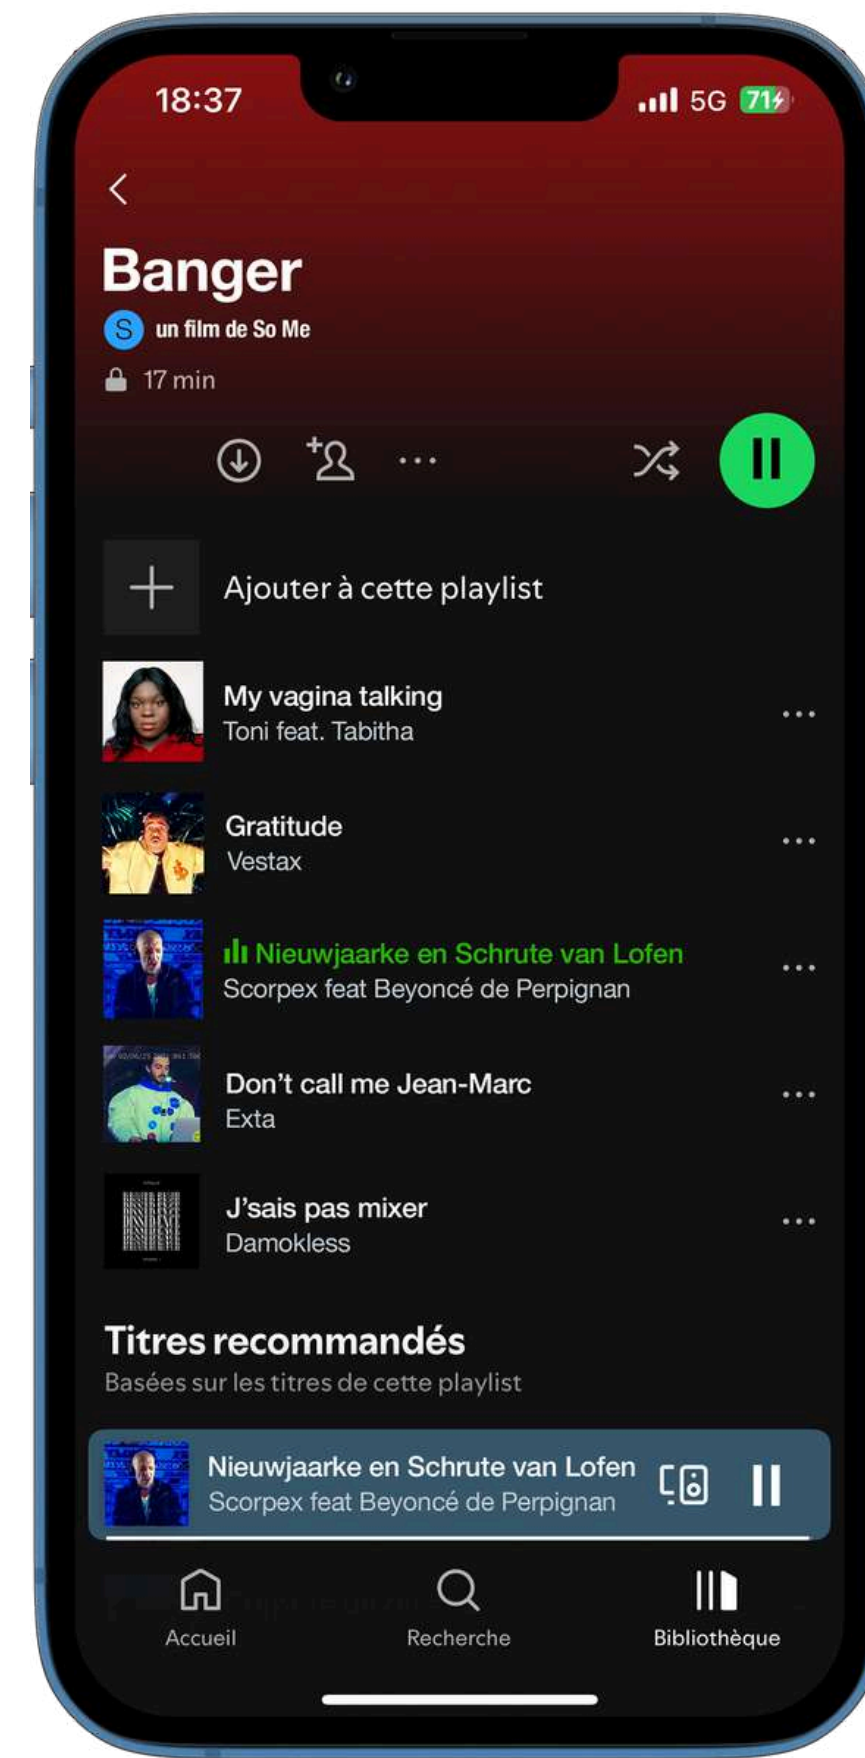 18:37
5G 71
Banger
S un film de So Me
17 min
Ajouter à cette playlist
My vagina talking
Toni feat. Tabitha
Gratitude
Vestax
Nieuwjaarke en Schrute van Lofen
Scorpex feat Beyoncé de Perpignan
Don't call me Jean-Marc
Exta
J'sais pas mixer
Damokless
Titres recommandés
Basées sur les titres de cette playlist
Nieuwjaarke en Schrute van Lofen
Scorpex feat Beyoncé de Perpignan
Accueil
Recherche
Bibliothèque